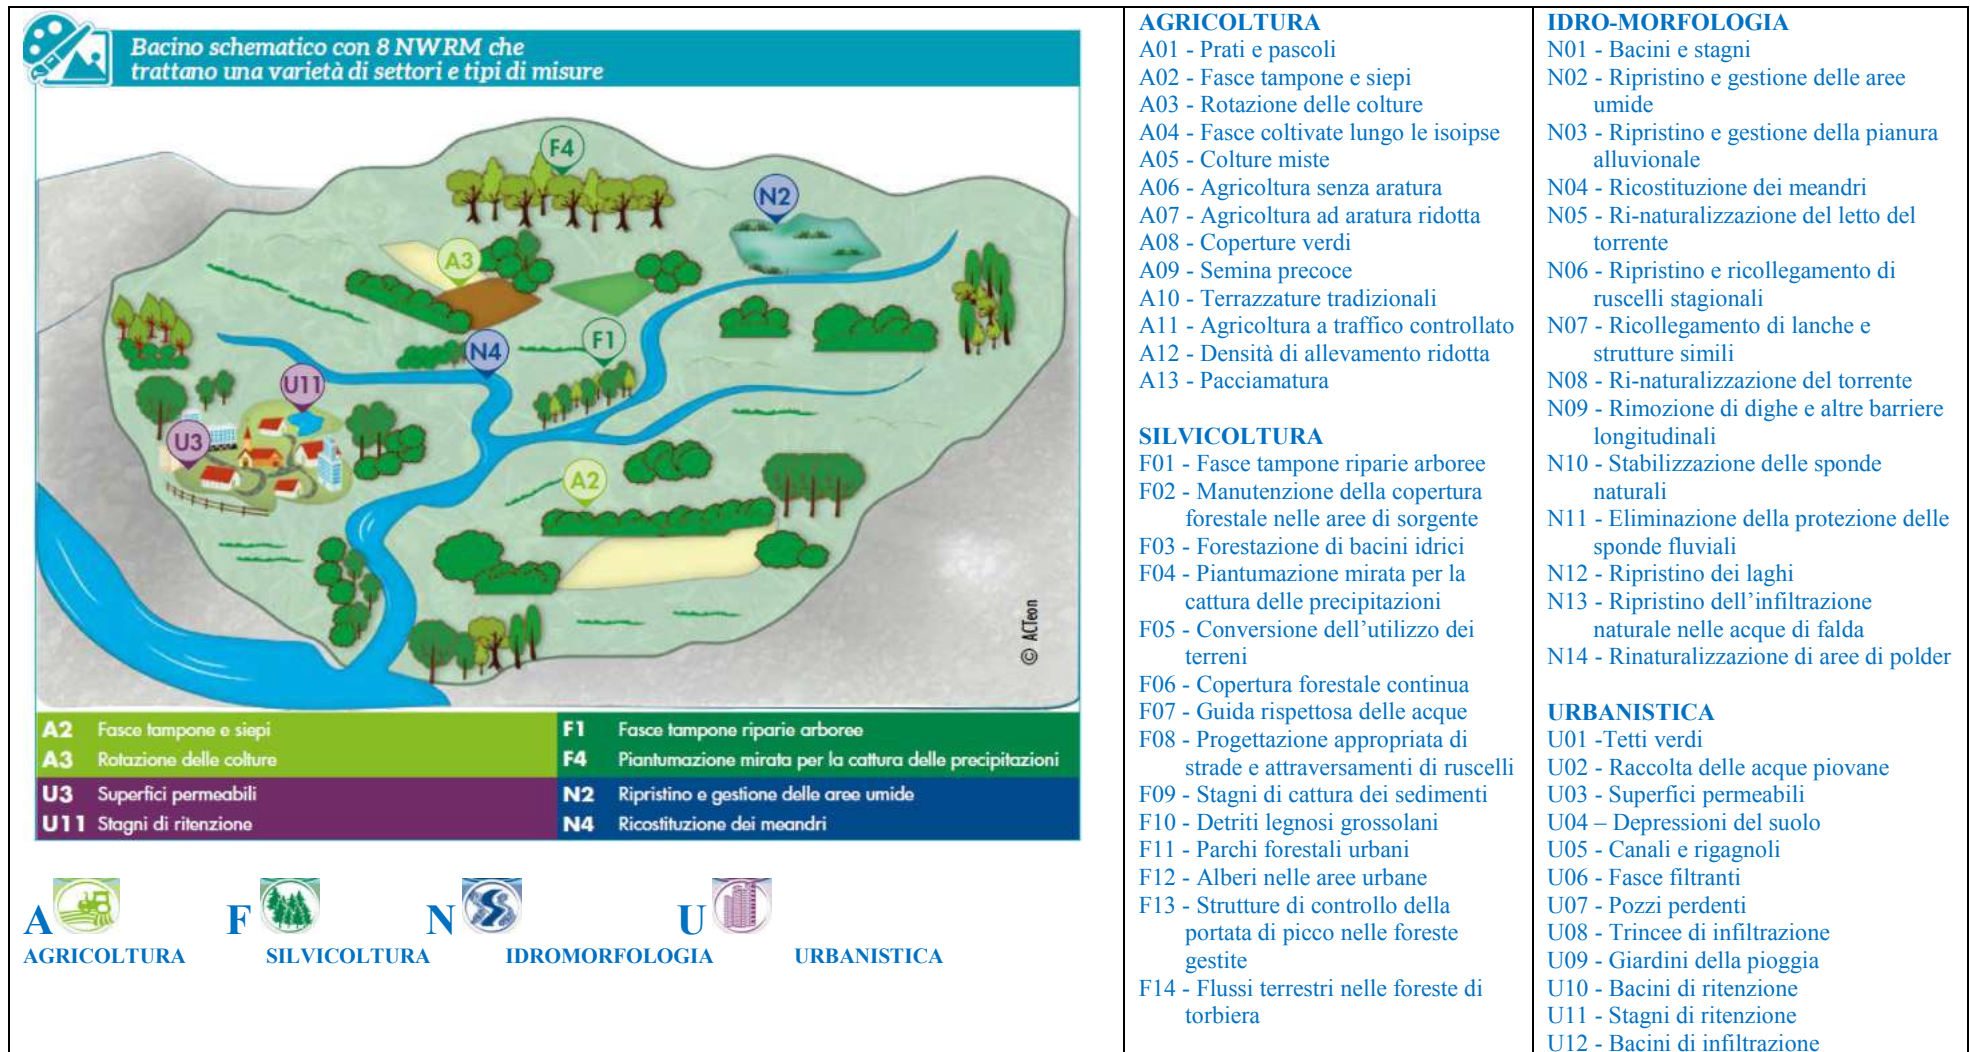 Bacino schematico con 8 NWRM che
trattano una varietà di settori e tipi di misure
F4
N2
A3
F1
N4
U11
U3
A2
© ACTeon
A2 Fasce tampone e siepi
A3 Rotazione delle colture
U3 Superfici permeabili
U11 Stagni di ritenzione
F1 Fasce tampone riparie arboree
F4 Piantumazione mirata per la cattura delle precipitazioni
N2 Ripristino e gestione delle aree umide
N4 Ricostituzione dei meandri
A F N U
AGRICOLTURA SILVICOLTURA IDROMORFOLOGIA URBANISTICA
AGRICOLTURA
A01 - Prati e pascoli
A02 - Fasce tampone e siepi
A03 - Rotazione delle colture
A04 - Fasce coltivate lungo le isoipse
A05 - Colture miste
A06 - Agricoltura senza aratura
A07 - Agricoltura ad aratura ridotta
A08 - Coperture verdi
A09 - Semina precoce
A10 - Terrazzature tradizionali
A11 - Agricoltura a traffico controllato
A12 - Densità di allevamento ridotta
A13 - Pacciamatura
SILVICOLTURA
F01 - Fasce tampone riparie arboree
F02 - Manutenzione della copertura
forestale nelle aree di sorgente
F03 - Forestazione di bacini idrici
F04 - Piantumazione mirata per la
cattura delle precipitazioni
F05 - Conversione dell'utilizzo dei
terreni
F06 - Copertura forestale continua
F07 - Guida rispettosa delle acque
F08 - Progettazione appropriata di
strade e attraversamenti di ruscelli
F09 - Stagni di cattura dei sedimenti
F10 - Detriti legnosi grossolani
F11 - Parchi forestali urbani
F12 - Alberi nelle aree urbane
F13 - Strutture di controllo della
portata di picco nelle foreste
gestite
F14 - Flussi terrestri nelle foreste di
torbiera
IDRO-MORFOLOGIA
N01 - Bacini e stagni
N02 - Ripristino e gestione delle aree
umide
N03 - Ripristino e gestione della pianura
alluvionale
N04 - Ricostituzione dei meandri
N05 - Ri-naturalizzazione del letto del
torrente
N06 - Ripristino e ricollegamento di
ruscelli stagionali
N07 - Ricollegamento di lanche e
strutture simili
N08 - Ri-naturalizzazione del torrente
N09 - Rimozione di dighe e altre barriere
longitudinali
N10 - Stabilizzazione delle sponde
naturali
N11 - Eliminazione della protezione delle
sponde fluviali
N12 - Ripristino dei laghi
N13 - Ripristino dell'infiltrazione
naturale nelle acque di falda
N14 - Rinaturalizzazione di aree di polder
URBANISTICA
U01 -Tetti verdi
U02 - Raccolta delle acque piovane
U03 - Superfici permeabili
U04 – Depressioni del suolo
U05 - Canali e rigagnoli
U06 - Fasce filtranti
U07 - Pozzi perdenti
U08 - Trincee di infiltrazione
U09 - Giardini della pioggia
U10 - Bacini di ritenzione
U11 - Stagni di ritenzione
U12 - Bacini di infiltrazione